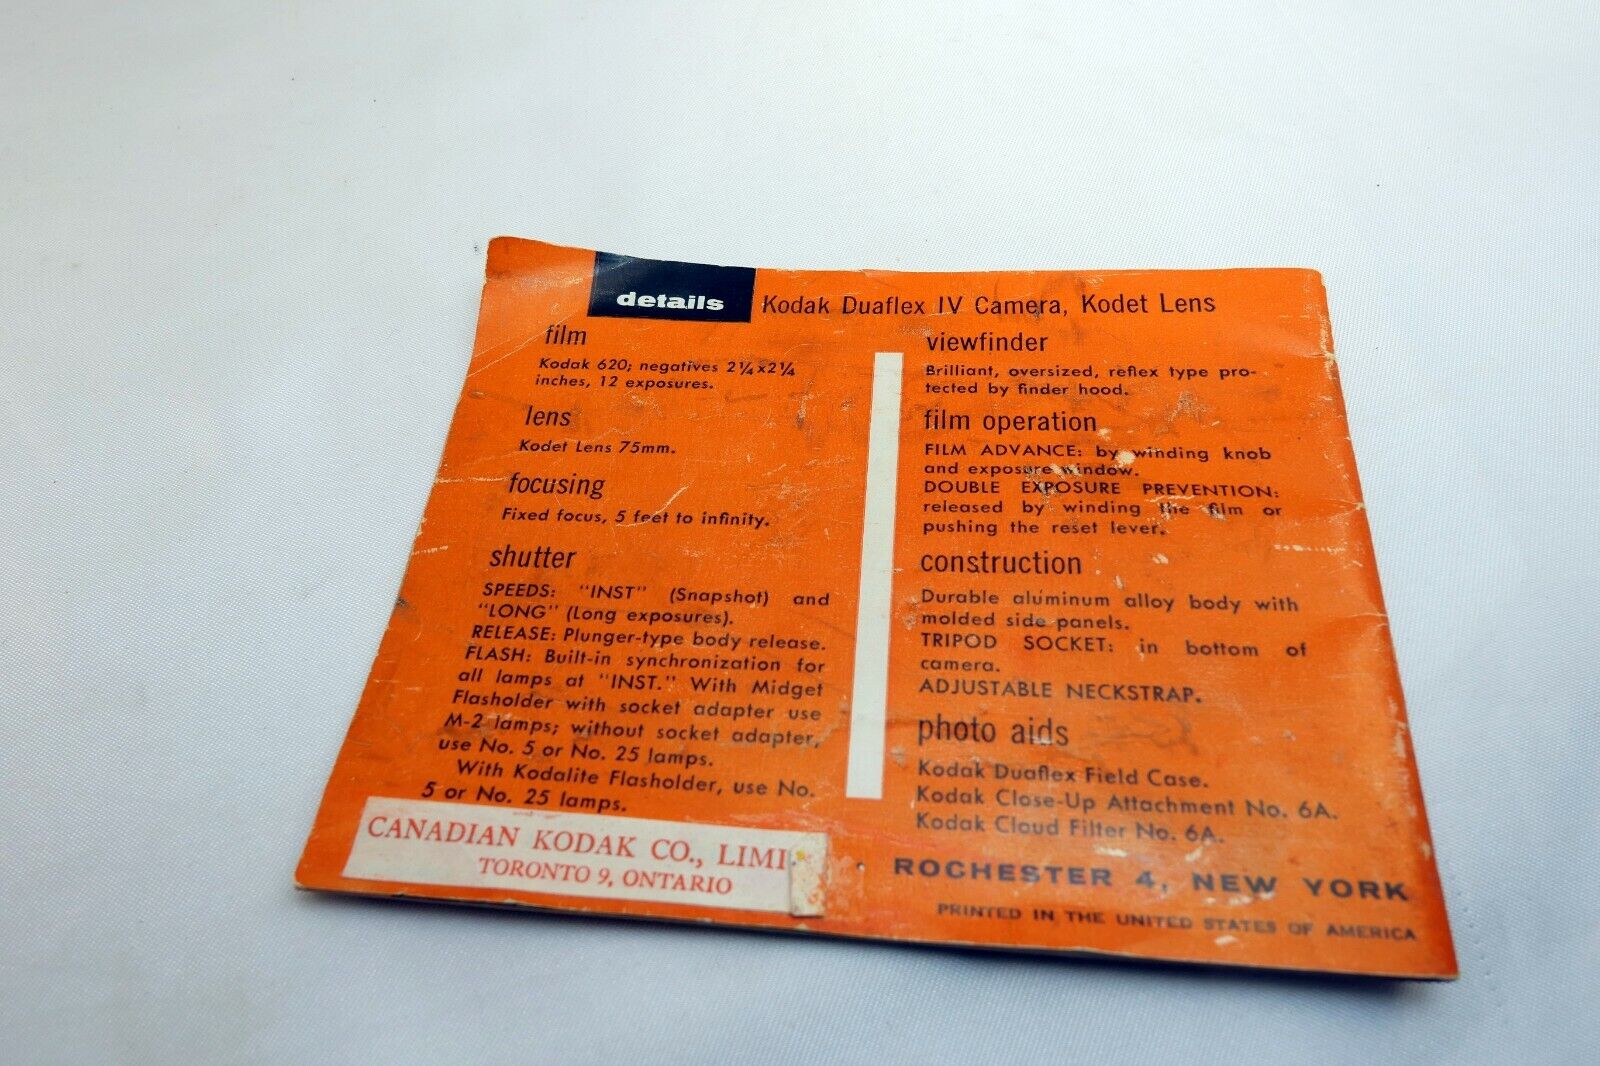 details
Kodak Duaflex IV Camera, Kodet Lens
film
Kodak 620; negatives 2¼x2¼
inches, 12 exposures.
lens
Kodet Lens 75mm.
focusing
Fixed focus, 5 feet to infinity.
shutter
SPEEDS: "INST" (Snapshot) and
"LONG" (Long exposures).
RELEASE: Plunger-type body release.
FLASH: Built-in synchronization for
all lamps at "INST." With Midget
Flasholder with socket adapter use
M-2 lamps; without socket adapter,
use No. 5 or No. 25 lamps.
With Kodalite Flasholder, use No.
5 or No. 25 lamps.
CANADIAN KODAK CO., LIMI
TORONTO 9, ONTARIO
viewfinder
Brilliant, oversized, reflex type pro-
tected by finder hood.
film operation
FILM ADVANCE: by winding knob
and exposure window.
DOUBLE EXPOSURE PREVENTION:
released by winding the film or
pushing the reset lever.
construction
Durable aluminum alloy body with
molded side panels.
TRIPOD SOCKET: in bottom of
camera.
ADJUSTABLE NECKSTRAP.
photo aids
Kodak Duaflex Field Case.
Kodak Close-Up Attachment No. 6A.
Kodak Cloud Filter No. 6A.
ROCHESTER 4, NEW YORK
PRINTED IN THE UNITED STATES OF AMERICA